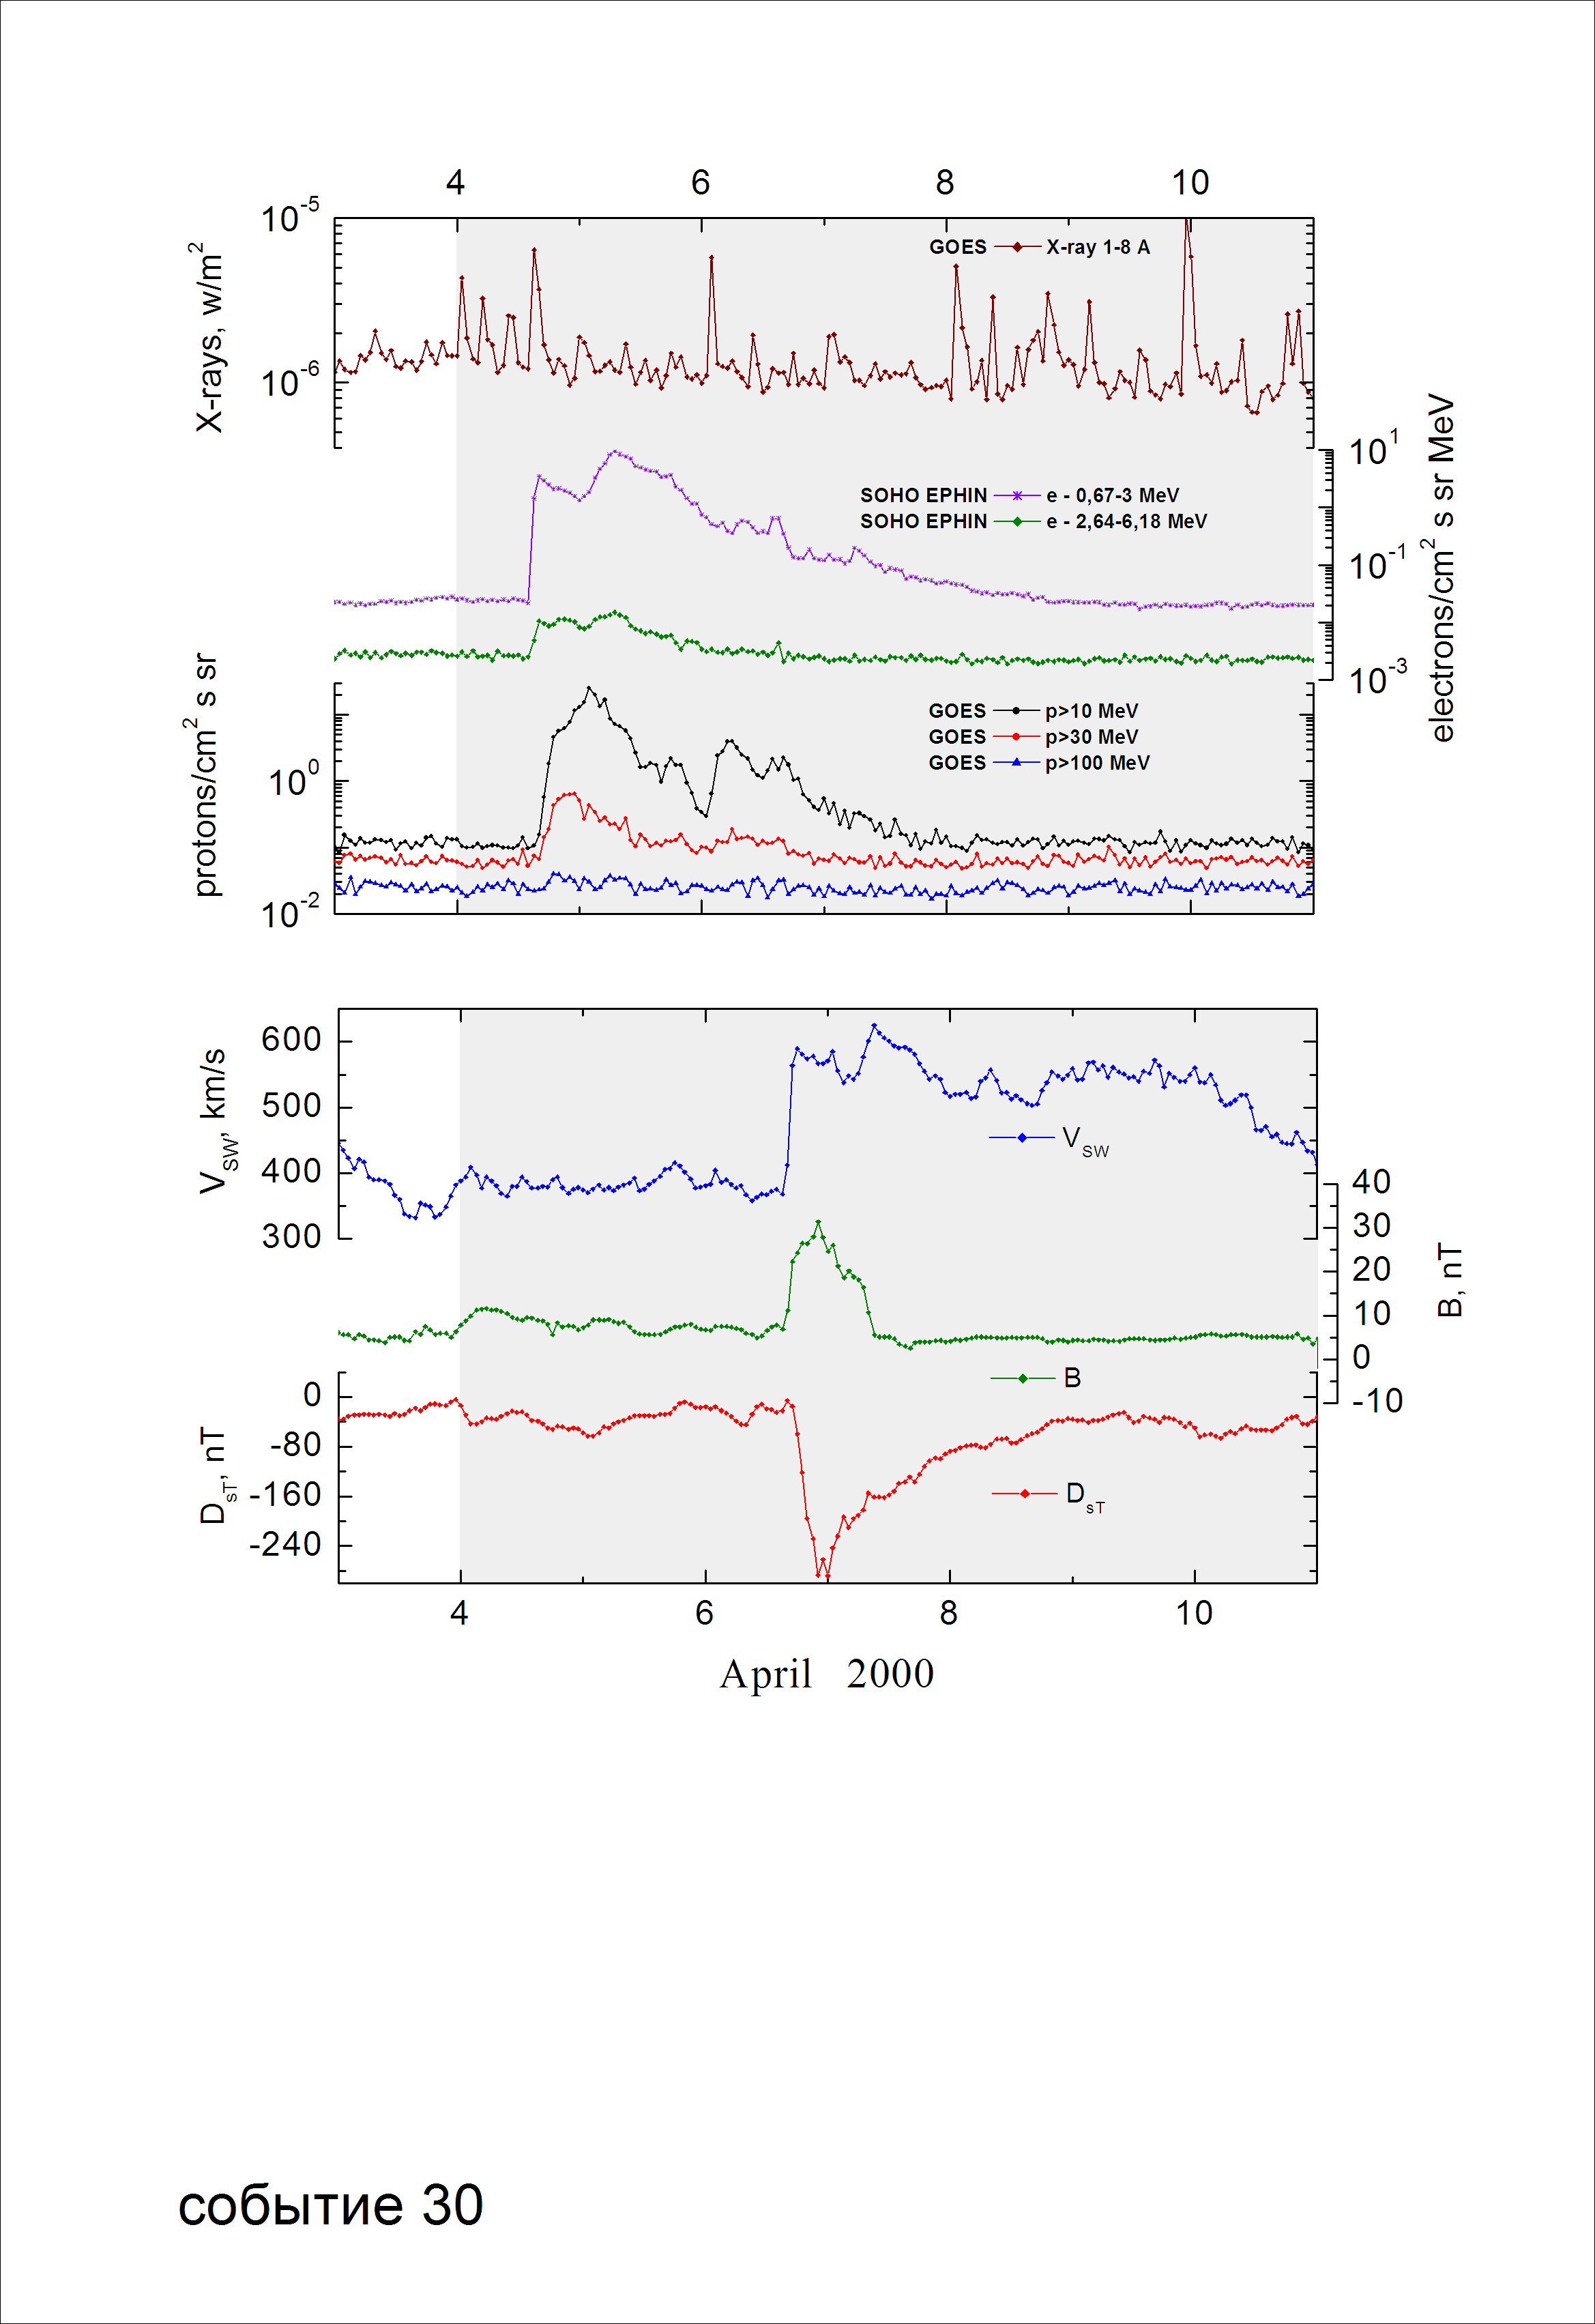 4 6 8 10
10-5
X-rays, w/m2
10-6
GOES X-ray 1-8 A
SOHO EPHIN e - 0,67-3 MeV
SOHO EPHIN e - 2,64-6,18 MeV
101
10-1
10-3
electrons/cm2 s sr MeV
GOES p>10 MeV
GOES p>30 MeV
GOES p>100 MeV
protons/cm2 s sr
100
10-2
600
500
400
300
VSW, km/s
VSW
40
30
20
10
0
-10
B, nT
B
0
-80
-160
-240
DsT, nT
DsT
4 6 8 10
April 2000
событие 30